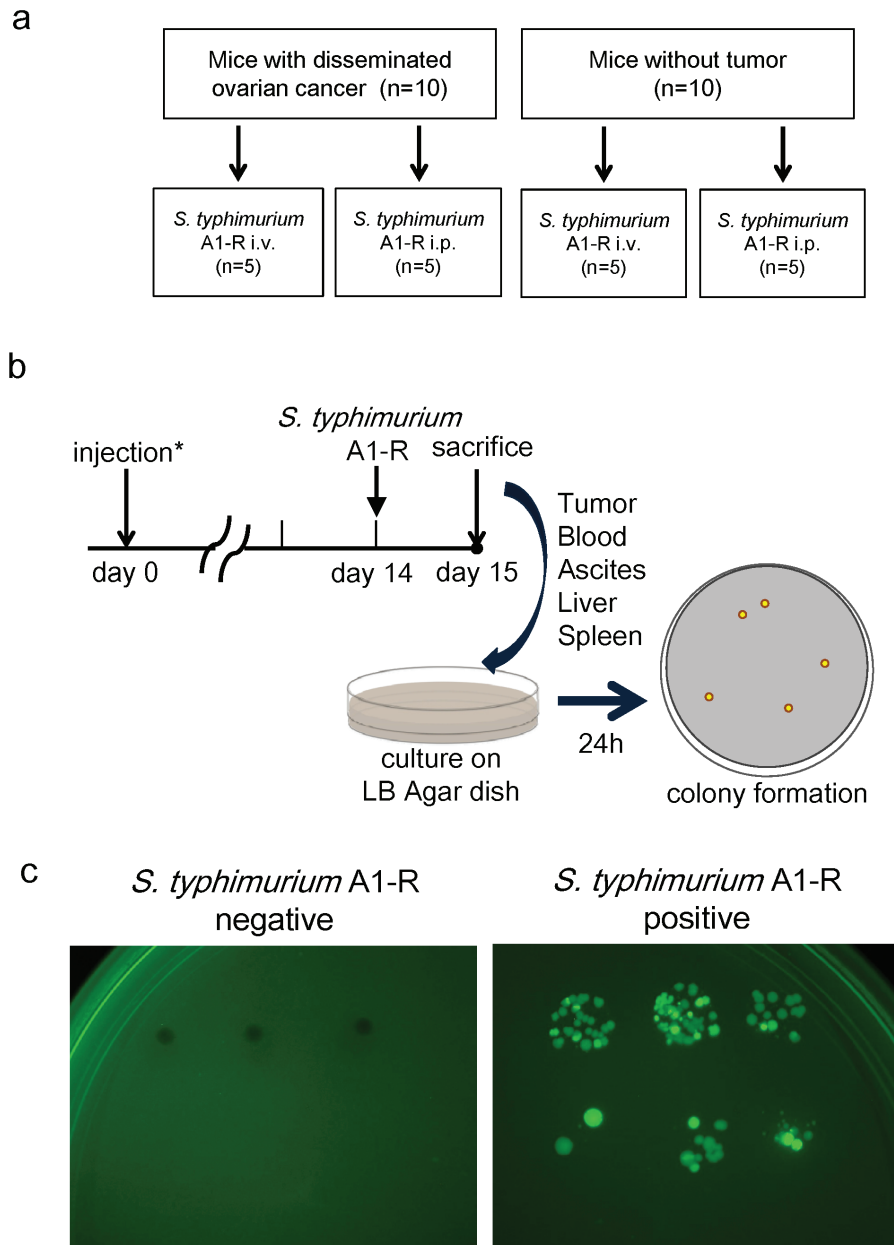 a
Mice with disseminated
ovarian cancer (n=10)
Mice without tumor
(n=10)
S. typhimurium
A1-R i.v.
(n=5)
S. typhimurium
A1-R i.p.
(n=5)
S. typhimurium
A1-R i.v.
(n=5)
S. typhimurium
A1-R i.p.
(n=5)
b
injection*
S. typhimurium
A1-R
sacrifice
day 0
day 14
day 15
Tumor
Blood
Ascites
Liver
Spleen
culture on
LB Agar dish
24h
colony formation
c
S. typhimurium A1-R
negative
S. typhimurium A1-R
positive